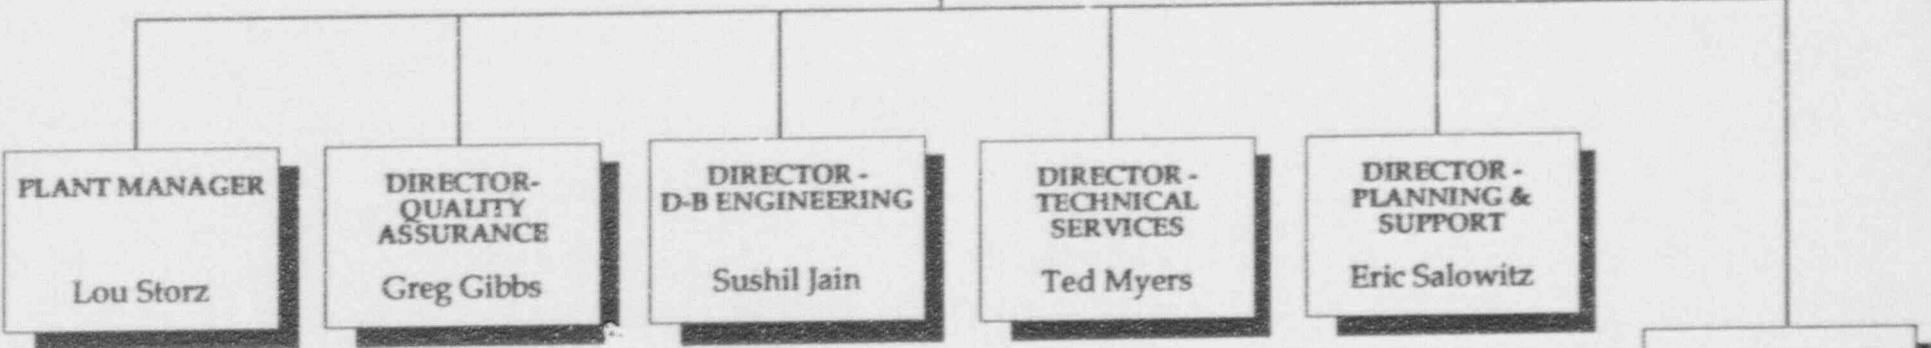 PLANT MANAGER
Lou Storz
DIRECTOR-
QUALITY
ASSURANCE
Greg Gibbs
DIRECTOR -
D-B ENGINEERING
Sushil Jain
DIRECTOR -
TECHNICAL
SERVICES
Ted Myers
DIRECTOR -
PLANNING &
SUPPORT
Eric Salowitz